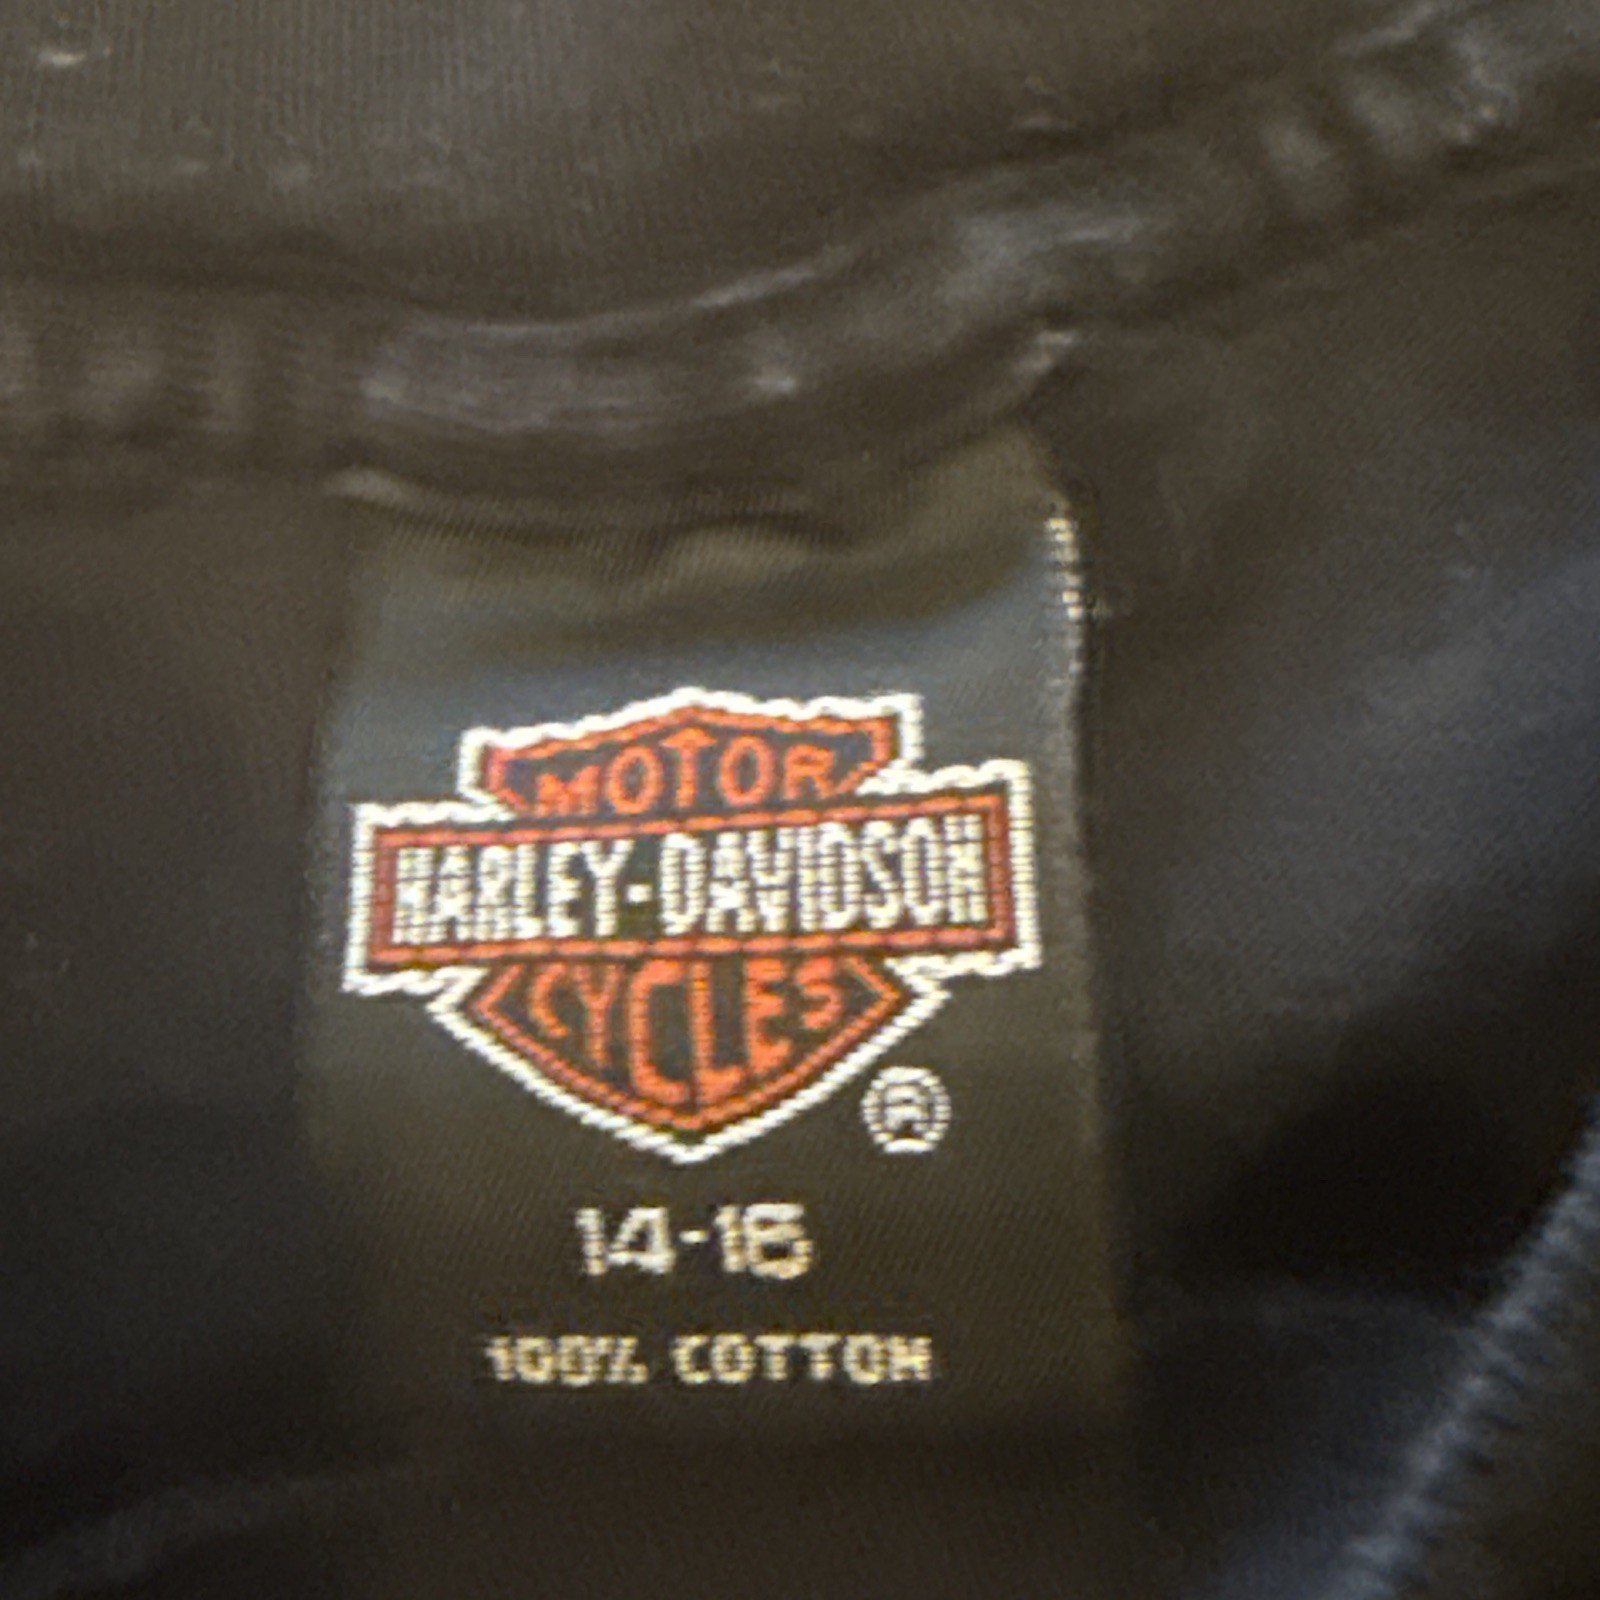 MOTOR
HARLEY-DAVIDSON
CYCLES
®
14-16
100% COTTON